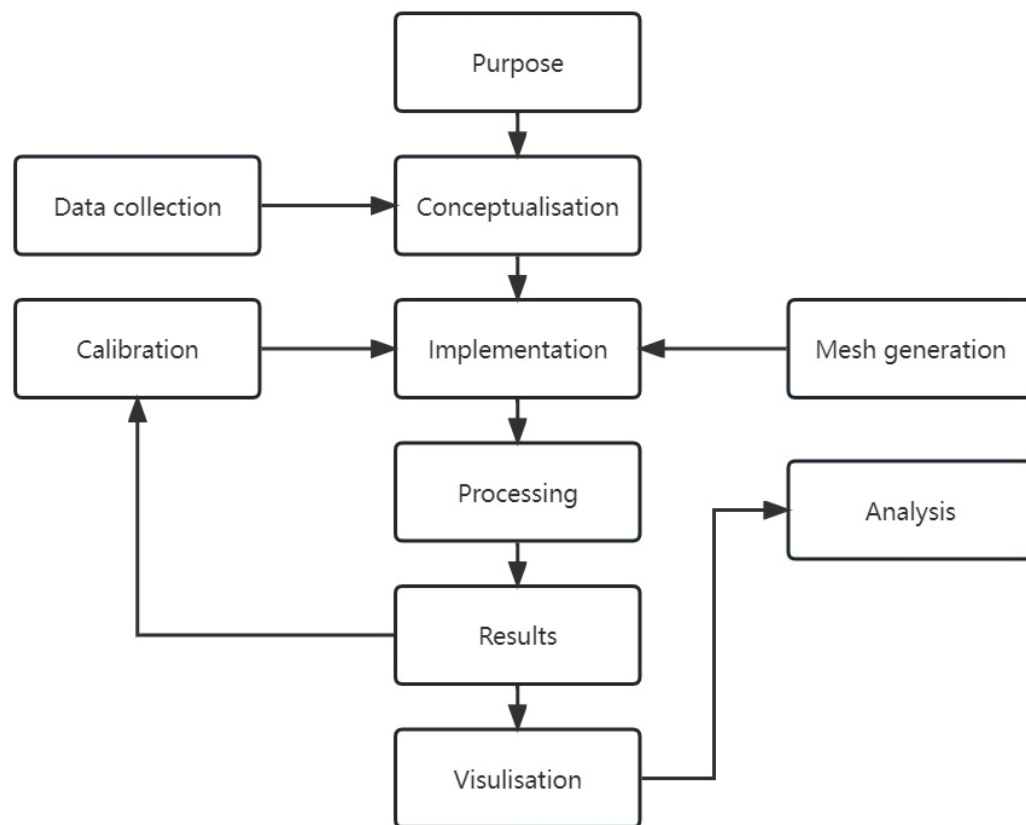 Purpose
Data collection
Conceptualisation
Calibration
Implementation
Mesh generation
Processing
Analysis
Results
Visulisation